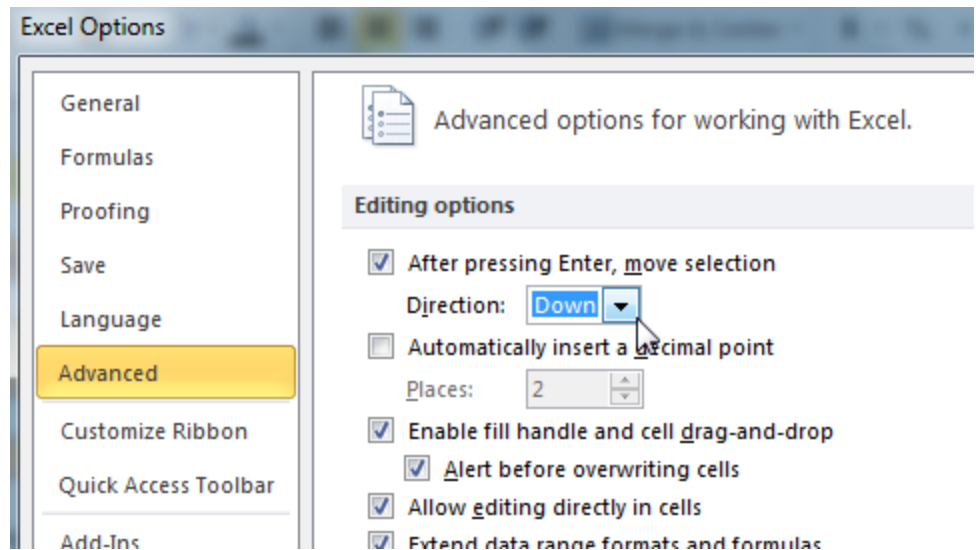 Excel Options
General
Formulas
Proofing
Save
Language
Advanced
Customize Ribbon
Quick Access Toolbar
Add-Ins
Advanced options for working with Excel.
Editing options
After pressing Enter, move selection
Direction: Down
Automatically insert a decimal point
Places: 2
Enable fill handle and cell drag-and-drop
Alert before overwriting cells
Allow editing directly in cells
Extend data range formats and formulas